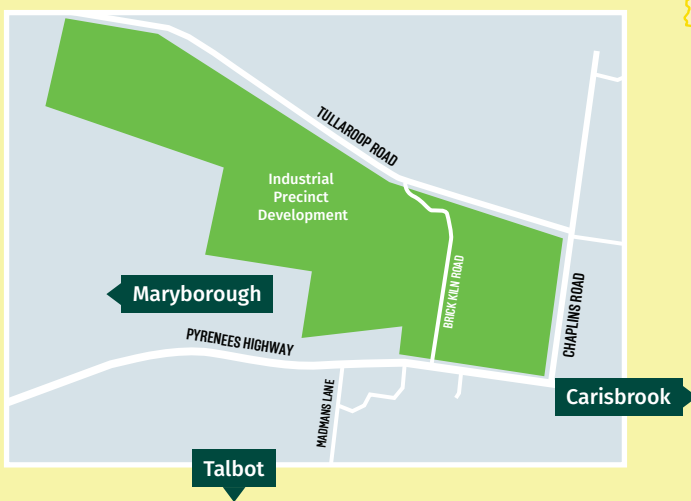 TULLAROOP ROAD
Industrial
Precinct
Development
BRICK KILN ROAD
CHAPLINS ROAD
Maryborough
PYRENEES HIGHWAY
MADMANS LANE
Carisbrook
Talbot